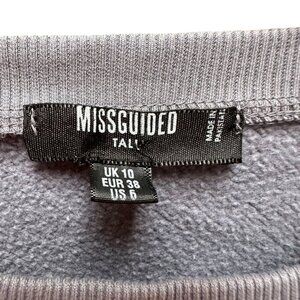 MISSGUIDED
TALL
MADE IN
PAKISTAN
UK 10
EUR 38
US 6